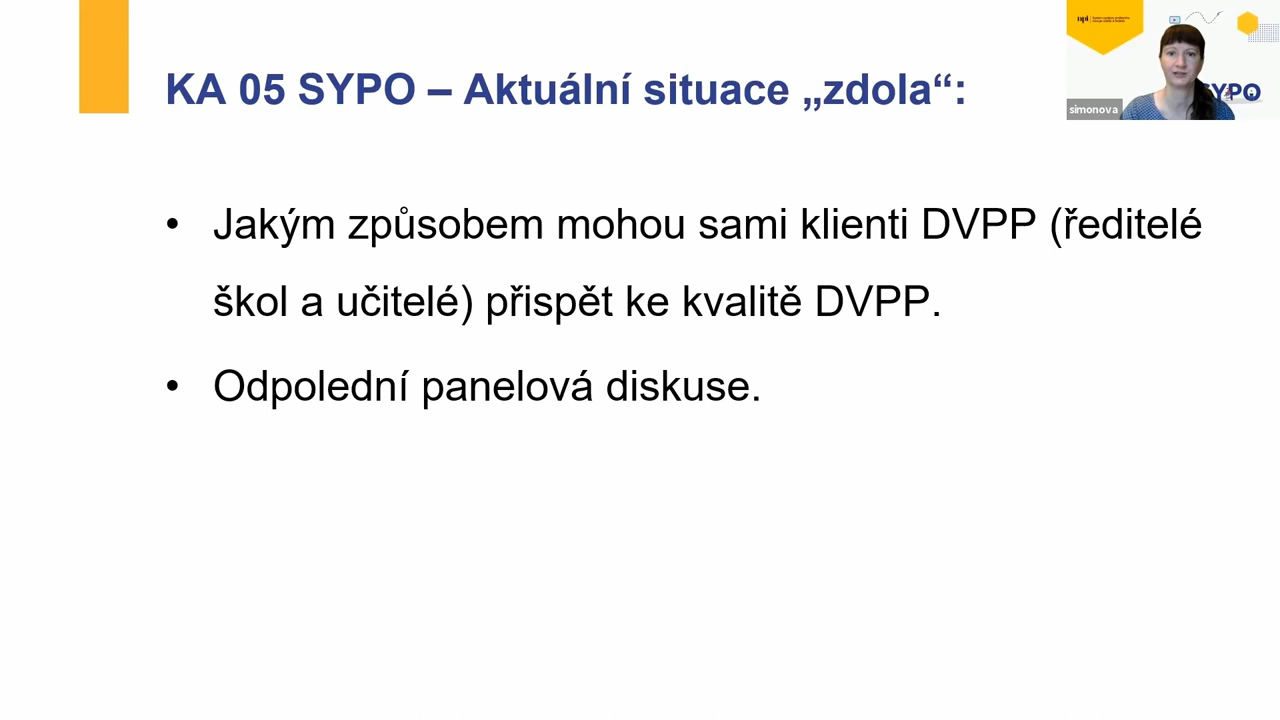 KA 05 SYPO – Aktuální situace „zdola“:
• Jakým způsobem mohou sami klienti DVPP (ředitelé
škol a učitelé) přispět ke kvalitě DVPP.
• Odpolední panelová diskuse.
npi
simonova
SYPO